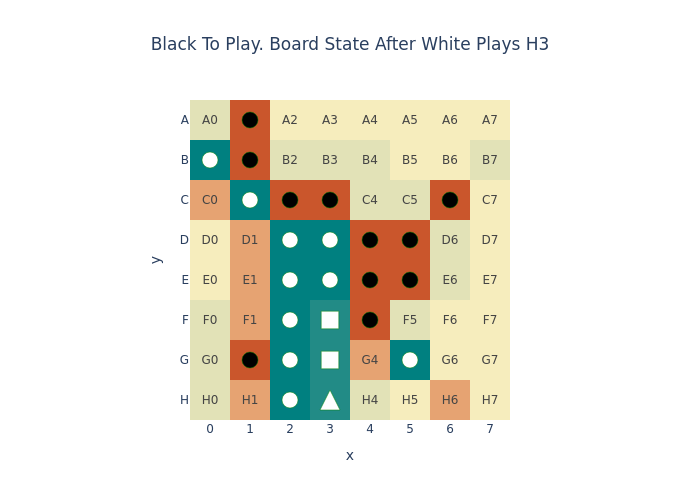 Black To Play. Board State After White Plays H3
A A0 A2 A3 A4 A5 A6 A7
B B2 B3 B4 B5 B6 B7
C C0 C4 C5 C7
D D0 D1 D6 D7
E E0 E1 E6 E7
F F0 F1 F5 F6 F7
G G0 G4 G6 G7
H H0 H1 H4 H5 H6 H7
0 1 2 3 4 5 6 7
x
y